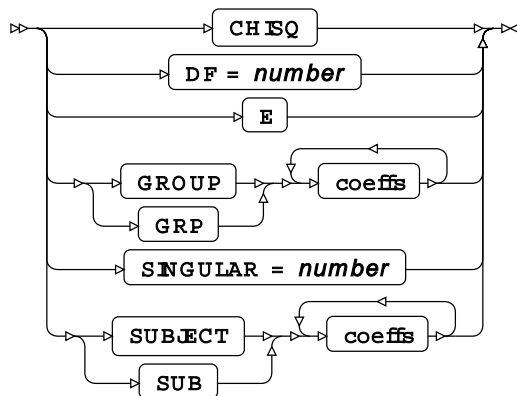 CHISQ
DF = number
E
GROUP coeffs
GRP
SINGULAR = number
SUBJECT coeffs
SUB